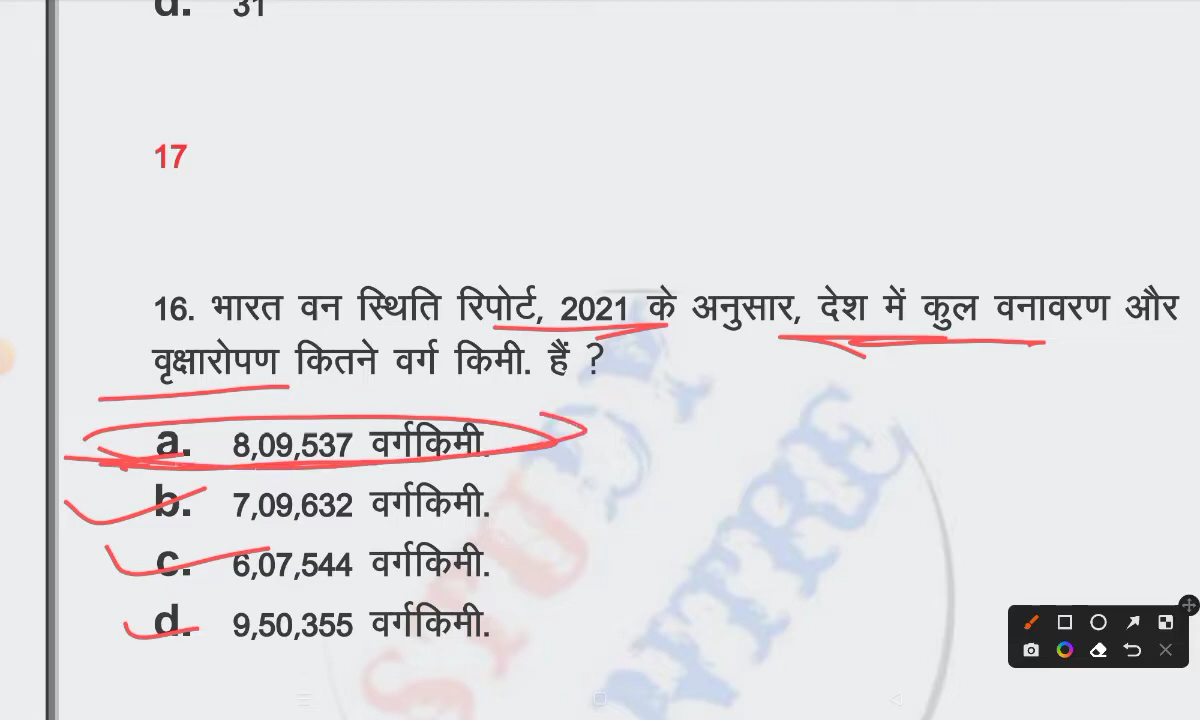 d. 31
17
16. भारत वन स्थिति रिपोर्ट, 2021 के अनुसार, देश में कुल वनावरण और
वृक्षारोपण कितने वर्ग किमी. हैं ?
a. 8,09,537 वर्गकिमी.
b. 7,09,632 वर्गकिमी.
c. 6,07,544 वर्गकिमी.
d. 9,50,355 वर्गकिमी.